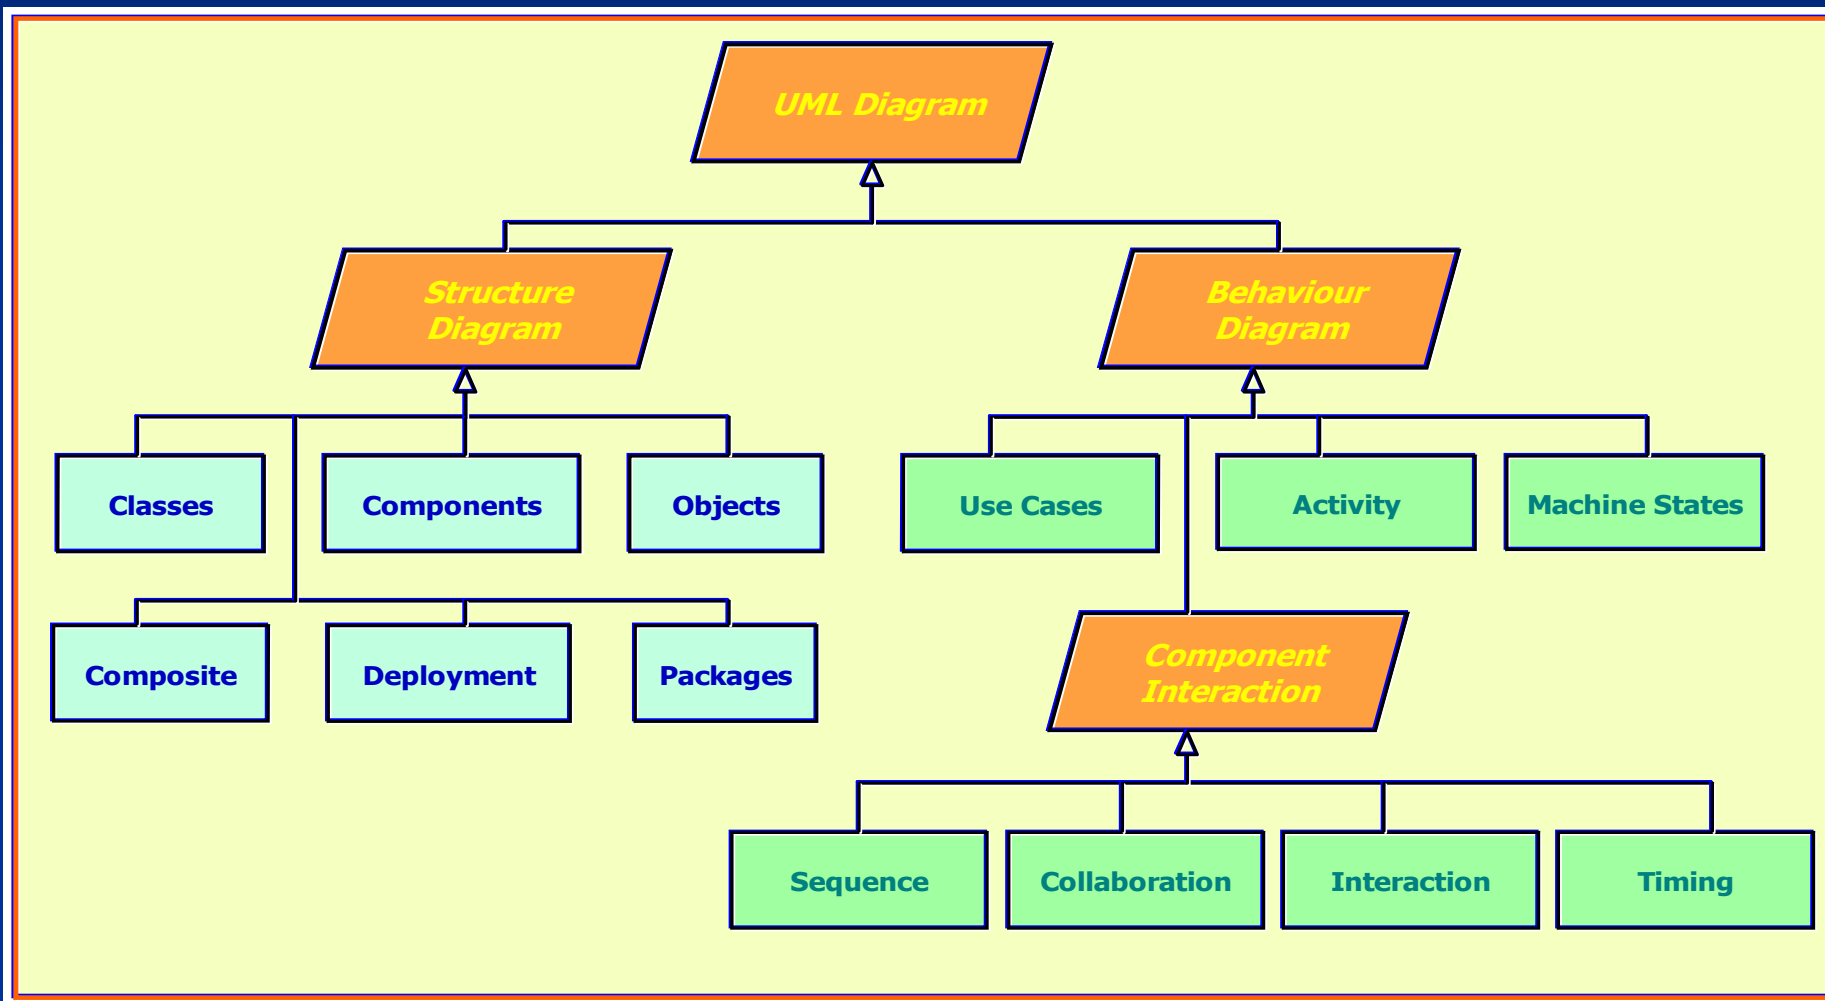 UML Diagram
Structure
Diagram
Behaviour
Diagram
Classes
Components
Objects
Use Cases
Activity
Machine States
Composite
Deployment
Packages
Component
Interaction
Sequence
Collaboration
Interaction
Timing